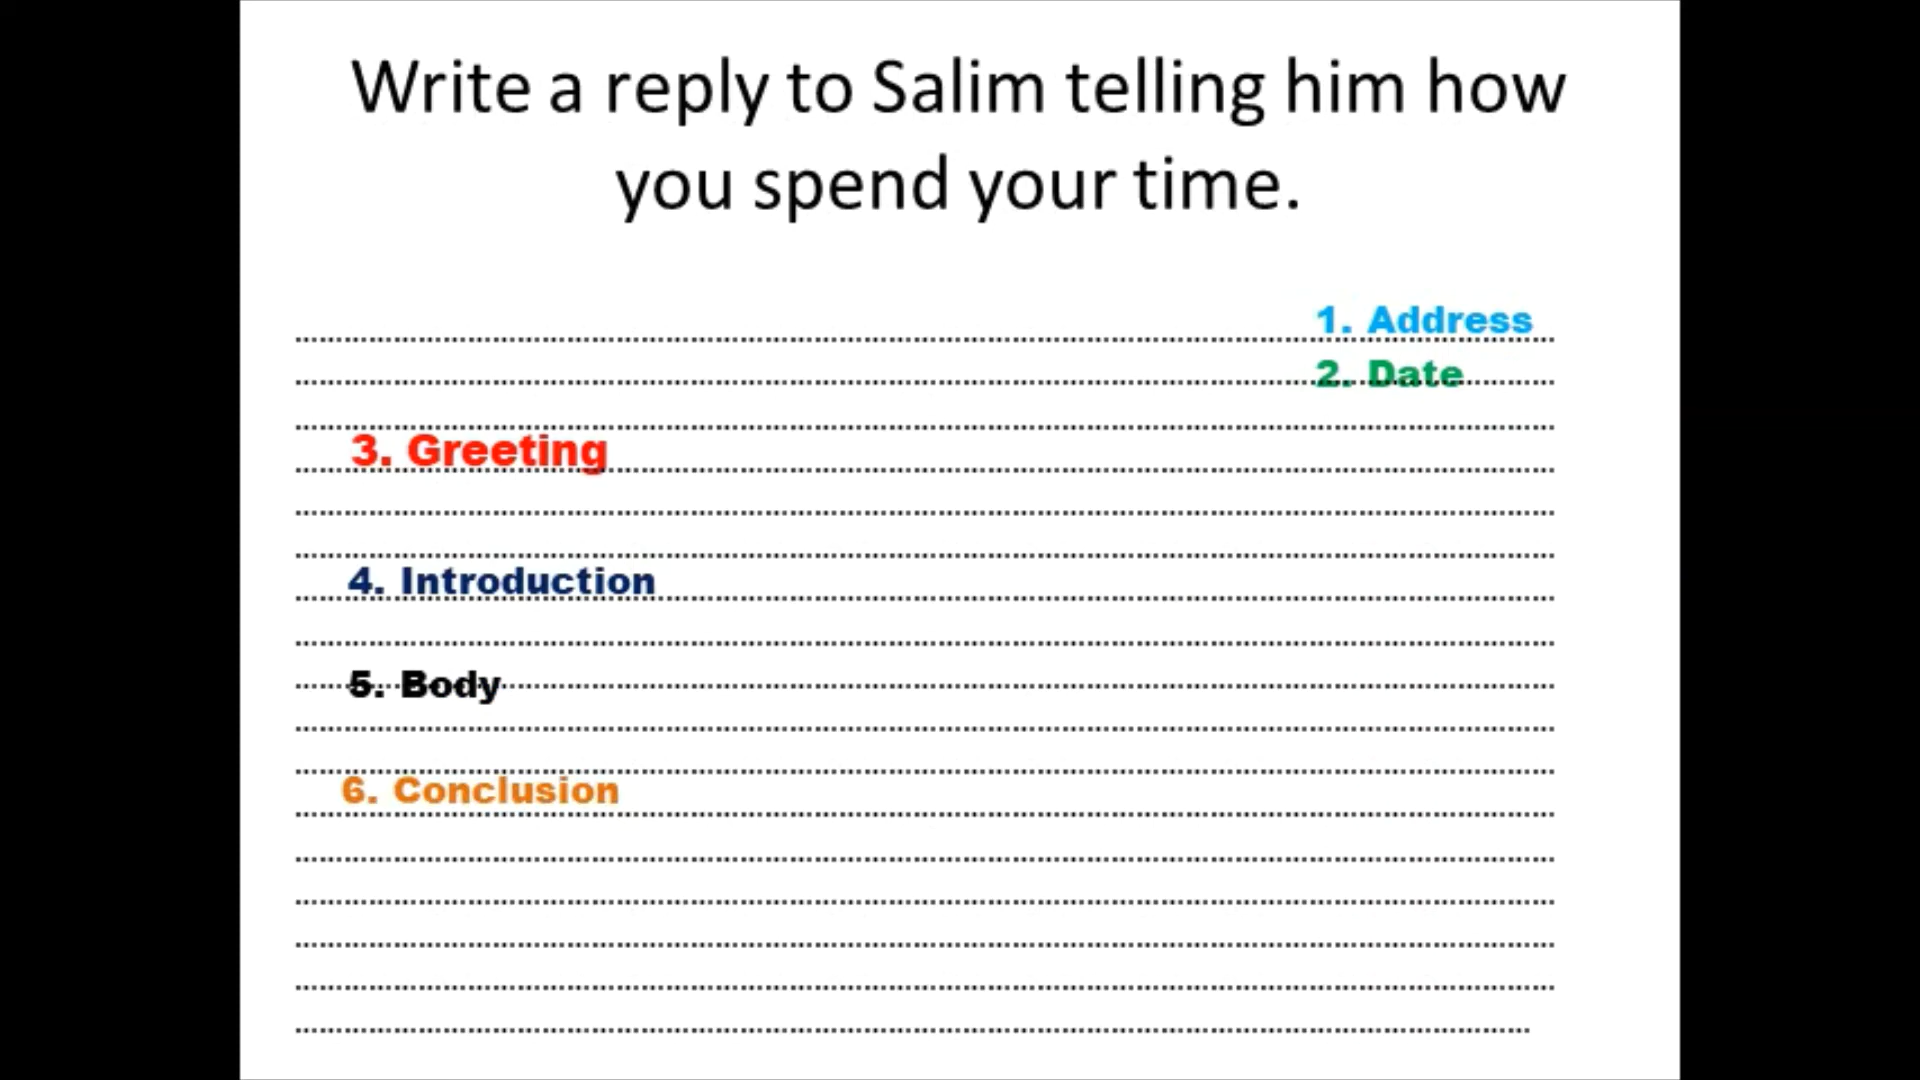 Write a reply to Salim telling him how
you spend your time.
1. Address
2. Date
3. Greeting
4. Introduction
5. Body
6. Conclusion